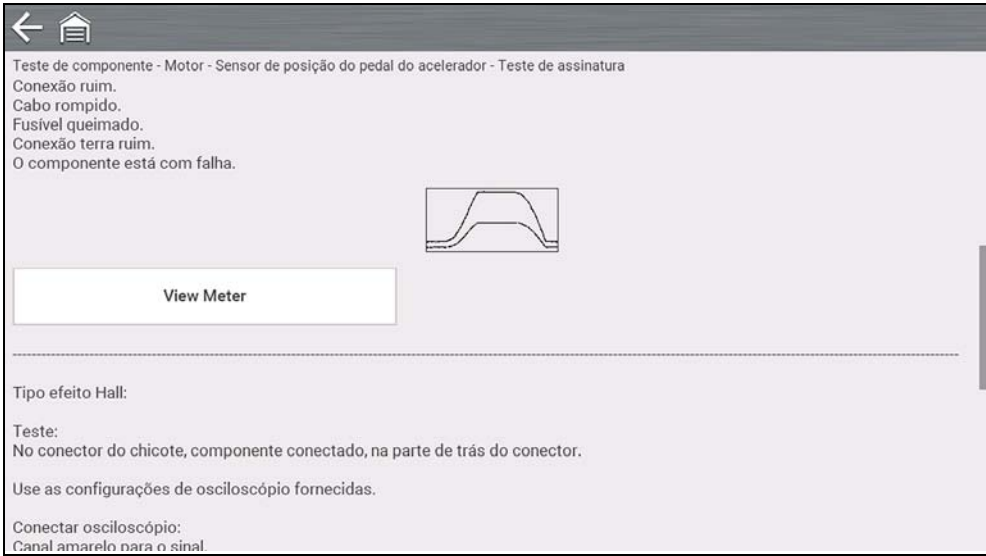 Teste de componente - Motor - Sensor de posição do pedal do acelerador - Teste de assinatura
Conexão ruim.
Cabo rompido.
Fusível queimado.
Conexão terra ruim.
O componente está com falha.
View Meter
Tipo efeito Hall:
Teste:
No conector do chicote, componente conectado, na parte de trás do conector.
Use as configurações de osciloscópio fornecidas.
Conectar osciloscópio:
Canal amarelo para o sinal.